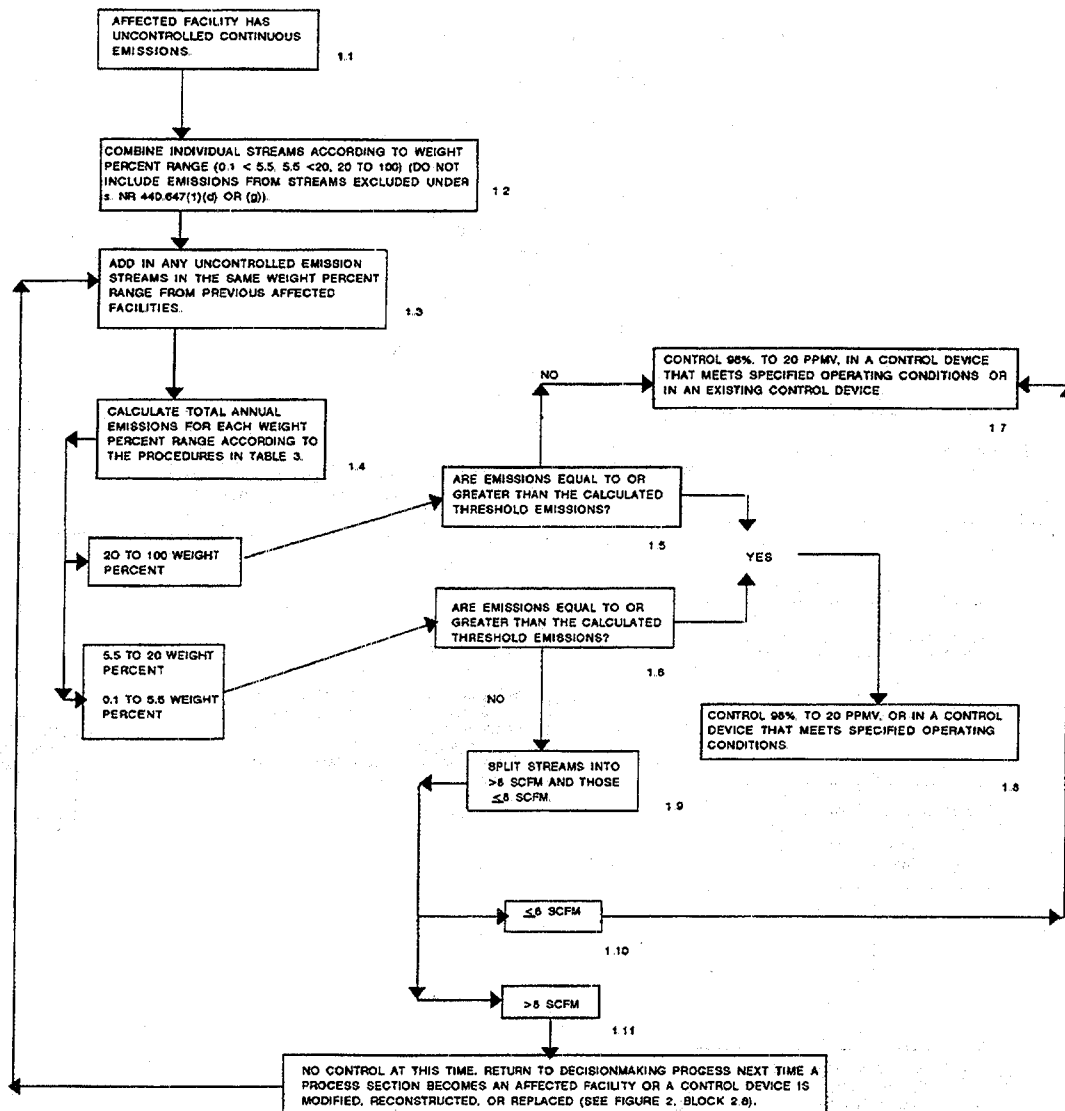 AFFECTED FACILITY HAS
UNCONTROLLED CONTINUOUS
EMISSIONS.
1.1
COMBINE INDIVIDUAL STREAMS ACCORDING TO WEIGHT
PERCENT RANGE (0.1 < 5.5, 5.5 <20, 20 TO 100) (DO NOT
INCLUDE EMISSIONS FROM STREAMS EXCLUDED UNDER
s. NR 440.647(1)(d) OR (g)).
1.2
ADD IN ANY UNCONTROLLED EMISSION
STREAMS IN THE SAME WEIGHT PERCENT
RANGE FROM PREVIOUS AFFECTED
FACILITIES.
1.3
CALCULATE TOTAL ANNUAL
EMISSIONS FOR EACH WEIGHT
PERCENT RANGE ACCORDING TO
THE PROCEDURES IN TABLE 3.
1.4
NO
CONTROL 98%, TO 20 PPMV, IN A CONTROL DEVICE
THAT MEETS SPECIFIED OPERATING CONDITIONS OR
IN AN EXISTING CONTROL DEVICE
1.7
ARE EMISSIONS EQUAL TO OR
GREATER THAN THE CALCULATED
THRESHOLD EMISSIONS?
1.5
20 TO 100 WEIGHT
PERCENT
YES
ARE EMISSIONS EQUAL TO OR
GREATER THAN THE CALCULATED
THRESHOLD EMISSIONS?
1.6
5.5 TO 20 WEIGHT
PERCENT
0.1 TO 5.5 WEIGHT
PERCENT
NO
CONTROL 98%, TO 20 PPMV, OR IN A CONTROL
DEVICE THAT MEETS SPECIFIED OPERATING
CONDITIONS.
1.8
SPLIT STREAMS INTO
>8 SCFM AND THOSE
≤8 SCFM.
1.9
≤8 SCFM
1.10
>8 SCFM
1.11
NO CONTROL AT THIS TIME. RETURN TO DECISIONMAKING PROCESS NEXT TIME A
PROCESS SECTION BECOMES AN AFFECTED FACILITY OR A CONTROL DEVICE IS
MODIFIED, RECONSTRUCTED, OR REPLACED (SEE FIGURE 2, BLOCK 2.8).